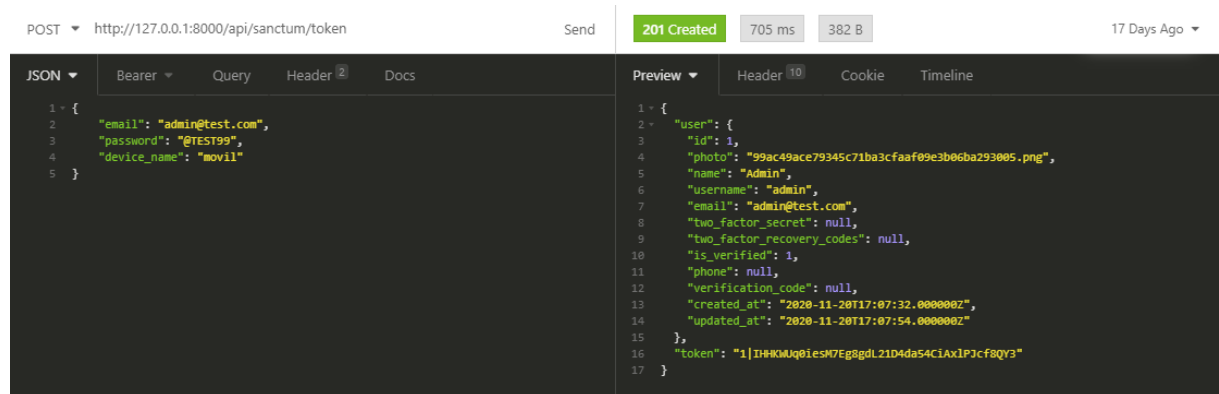 POST http://127.0.0.1:8000/api/sanctum/token Send
JSON Bearer Query Header 2 Docs
1 {
2 "email": "admin@test.com",
3 "password": "@TEST99",
4 "device_name": "movil"
5 }
201 Created 705 ms 382 B 17 Days Ago
Preview Header 10 Cookie Timeline
1 {
2 "user": {
3 "id": 1,
4 "photo": "99ac49ace79345c71ba3cfaaf09e3b06ba293005.png",
5 "name": "Admin",
6 "username": "admin",
7 "email": "admin@test.com",
8 "two_factor_secret": null,
9 "two_factor_recovery_codes": null,
10 "is_verified": 1,
11 "phone": null,
12 "verification_code": null,
13 "created_at": "2020-11-20T17:07:32.000000Z",
14 "updated_at": "2020-11-20T17:07:54.000000Z"
15 },
16 "token": "1|IHHKWUq0iesM7Eg8gdL21D4da54CiAxlPJcf8QY3"
17 }